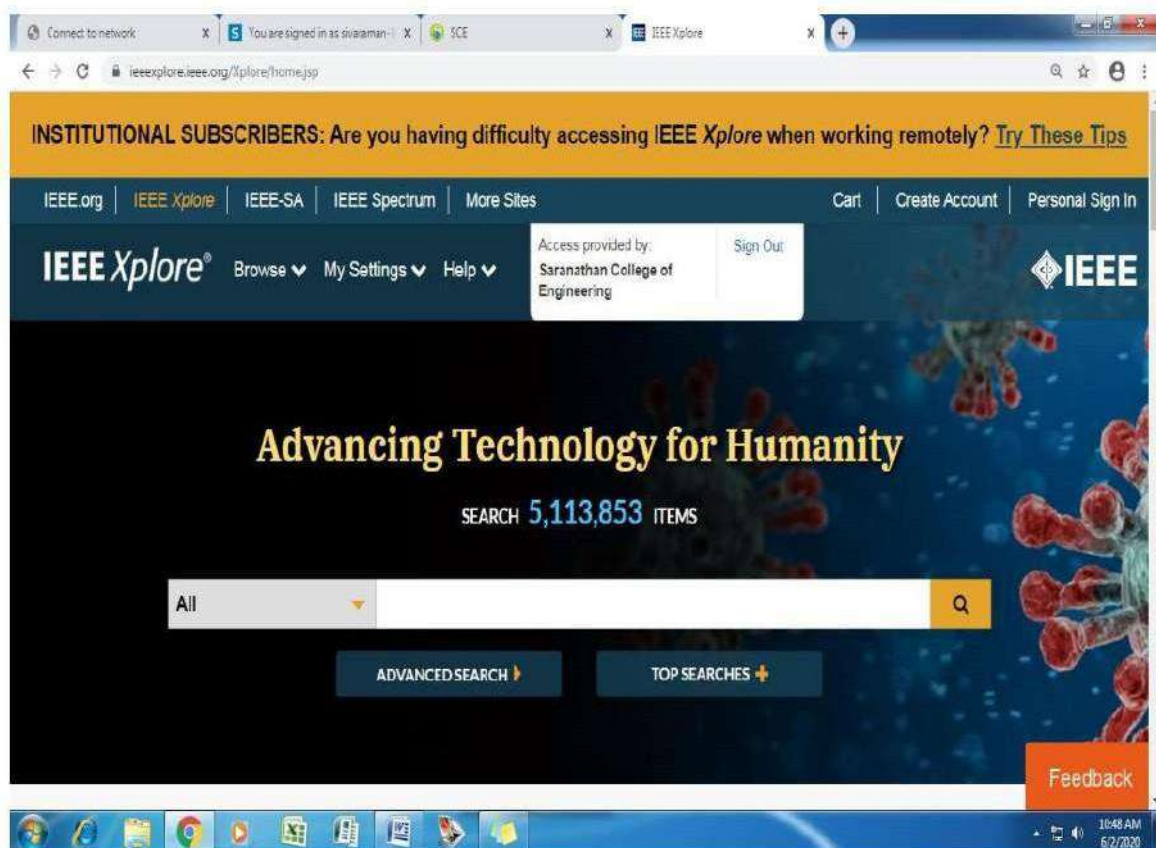 Connect to network X
You are signed in as sivaraman- X
SCE X
IEEE Xplore X
ieeexplore.ieee.org/Xplore/home.jsp
INSTITUTIONAL SUBSCRIBERS: Are you having difficulty accessing IEEE Xplore when working remotely? Try These Tips
IEEE.org | IEEE Xplore | IEEE-SA | IEEE Spectrum | More Sites
Cart | Create Account | Personal Sign In
IEEE Xplore®
Browse
My Settings
Help
Access provided by:
Saranathan College of
Engineering
Sign Out
IEEE
Advancing Technology for Humanity
SEARCH 5,113,853 ITEMS
All
ADVANCED SEARCH
TOP SEARCHES
Feedback
10:48 AM
6/2/2020